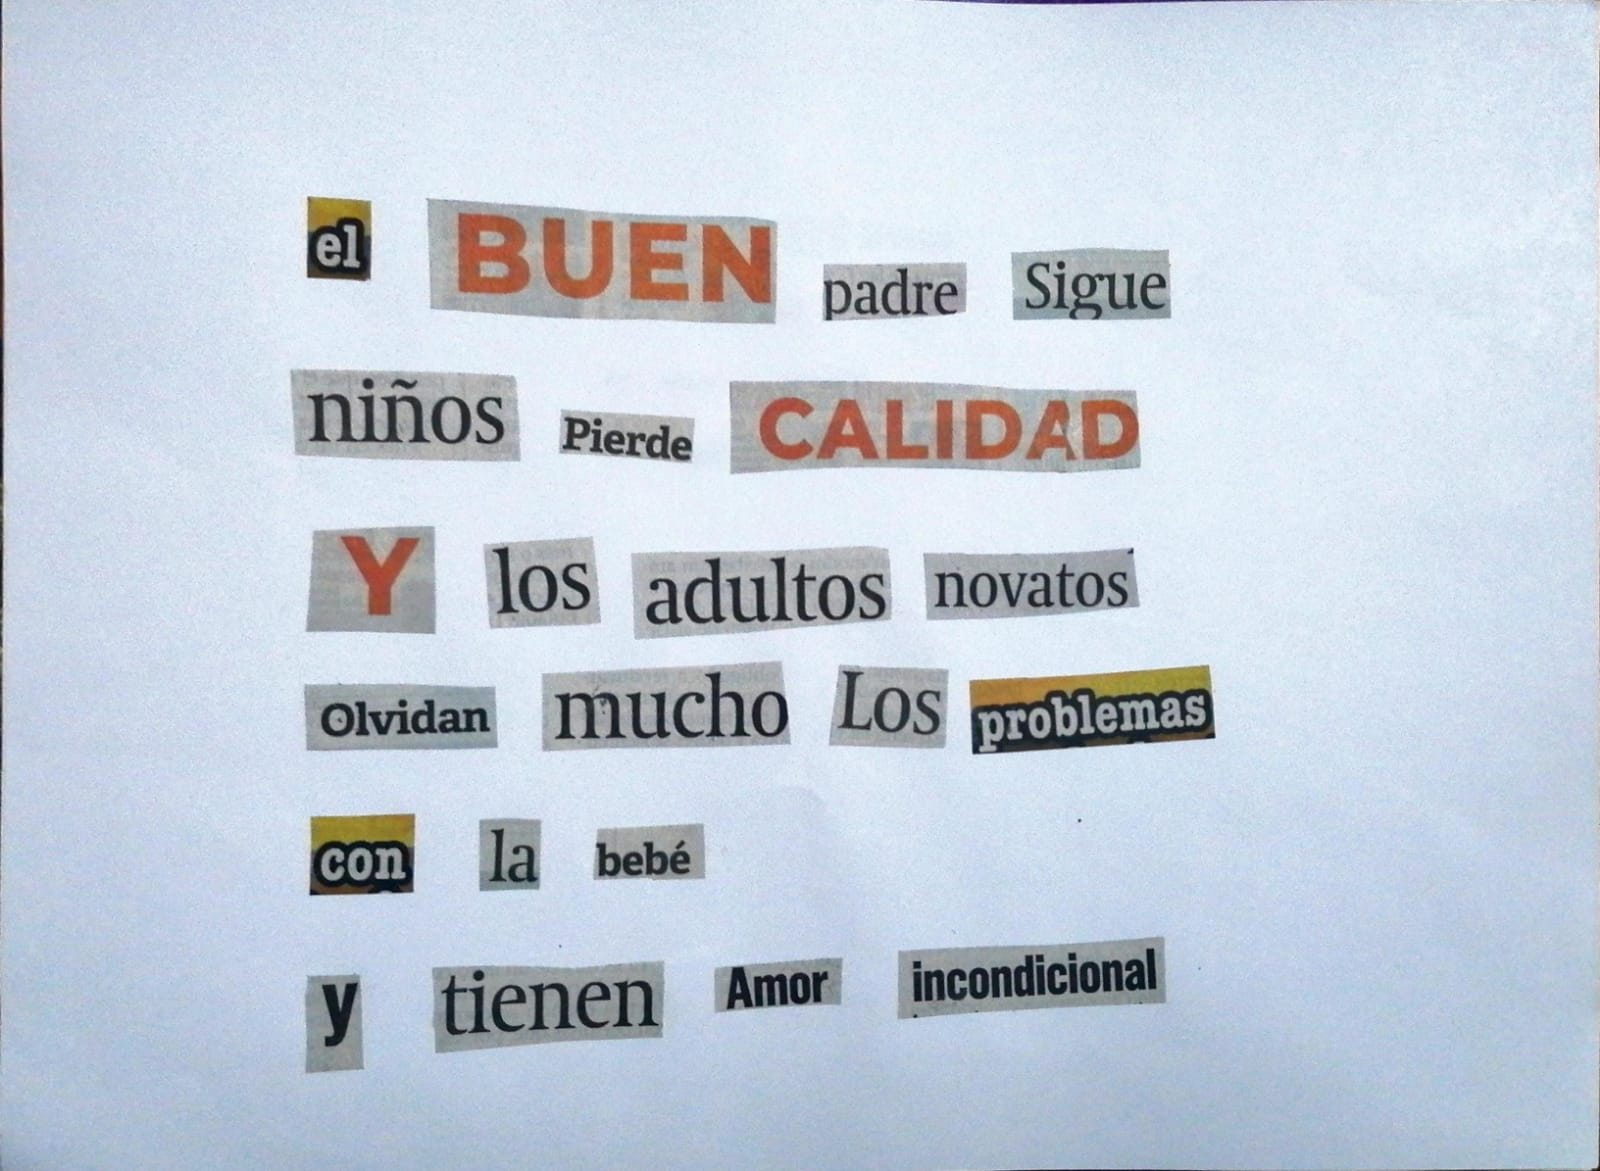 el BUEN padre Sigue
niños Pierde CALIDAD
Y los adultos novatos
Olvidan mucho Los problemas
con la bebé
y tienen Amor incondicional